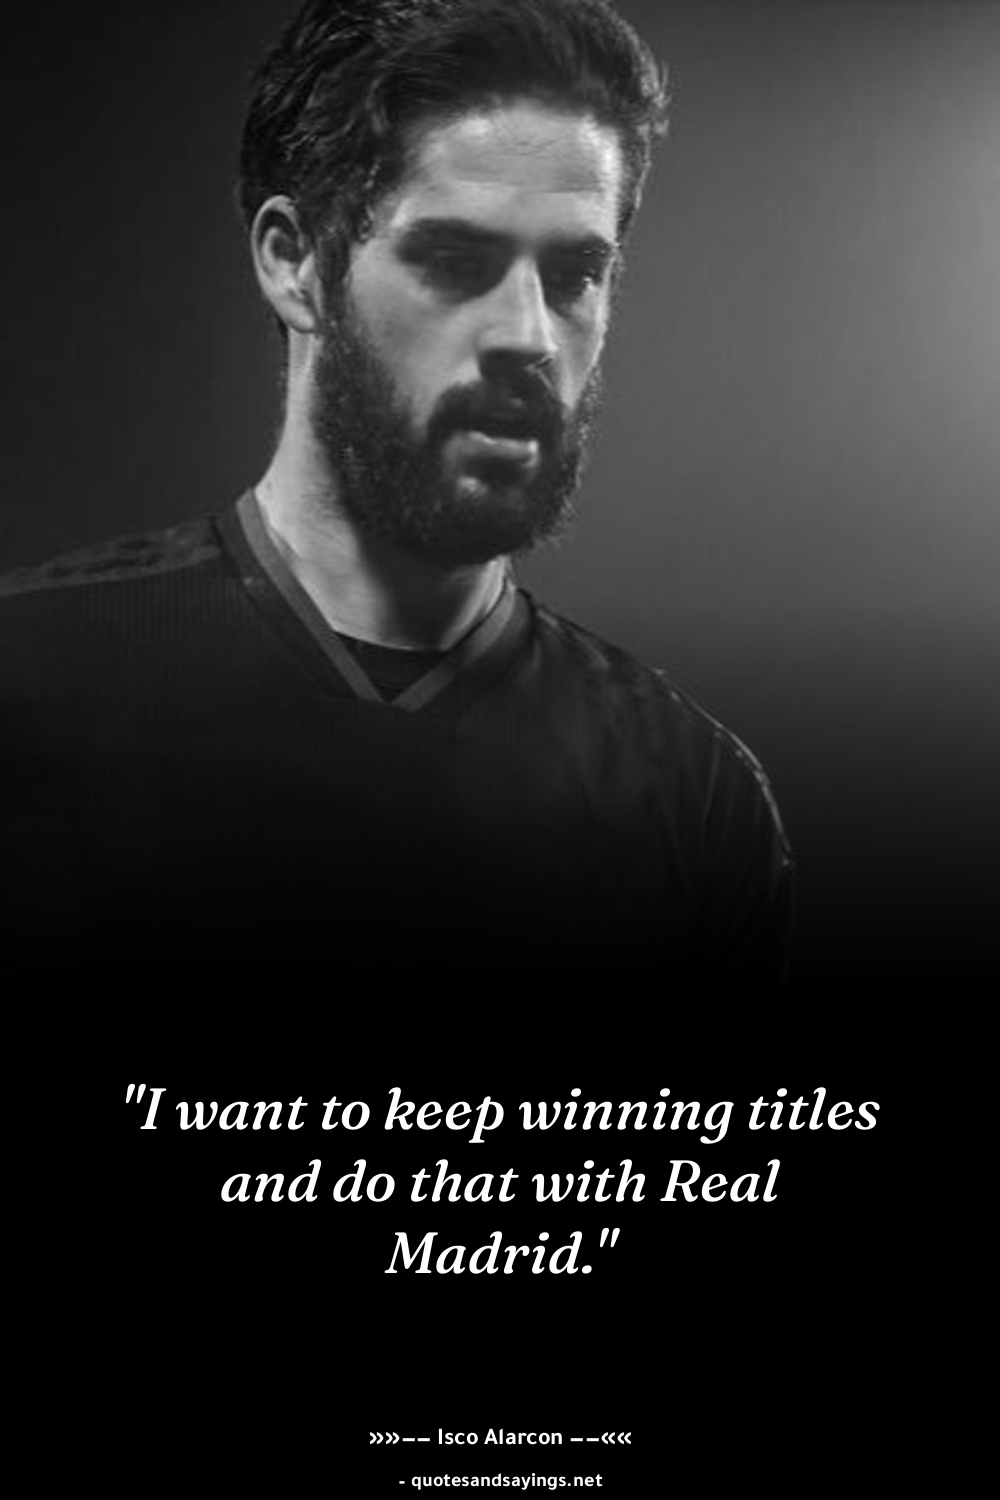 "I want to keep winning titles
and do that with Real
Madrid."
»»−− Isco Alarcon −−««
- quotesandsayings.net